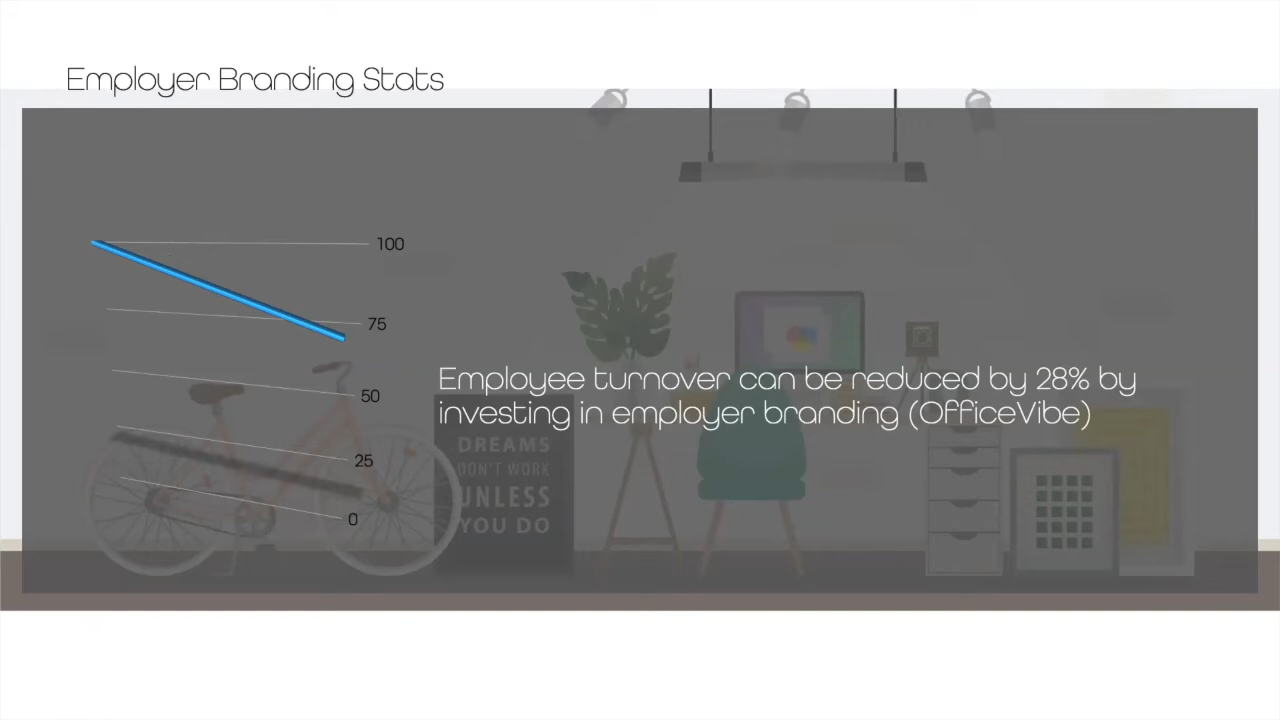 Employer Branding Stats
100
75
50
25
0
Employee turnover can be reduced by 28% by
investing in employer branding (OfficeVibe)
DREAMS
DON'T WORK
UNLESS
YOU DO